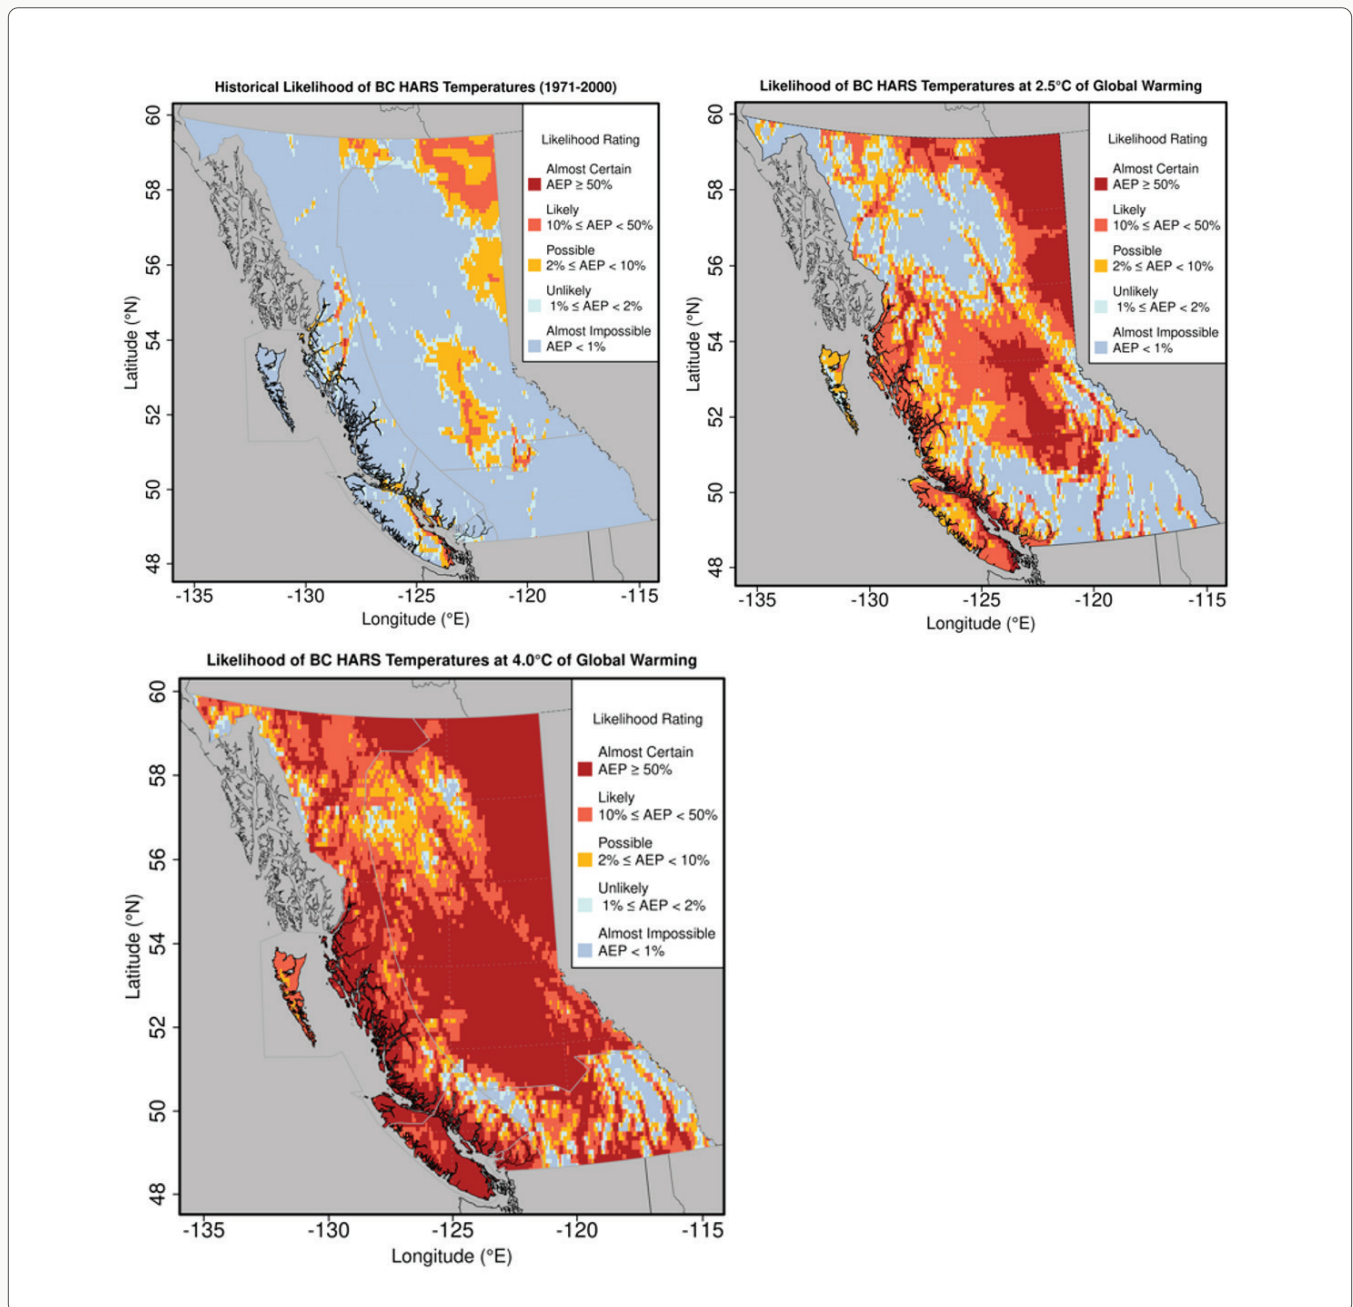 Historical Likelihood of BC HARS Temperatures (1971-2000)
Likelihood Rating
Almost Certain
AEP ≥ 50%
Likely
10% ≤ AEP < 50%
Possible
2% ≤ AEP < 10%
Unlikely
1% ≤ AEP < 2%
Almost Impossible
AEP < 1%
Latitude (°N)
60
58
56
54
52
50
48
-135
-130
-125
-120
-115
Longitude (°E)
Likelihood of BC HARS Temperatures at 2.5°C of Global Warming
Likelihood Rating
Almost Certain
AEP ≥ 50%
Likely
10% ≤ AEP < 50%
Possible
2% ≤ AEP < 10%
Unlikely
1% ≤ AEP < 2%
Almost Impossible
AEP < 1%
Latitude (°N)
60
58
56
54
52
50
48
-135
-130
-125
-120
-115
Longitude (°E)
Likelihood of BC HARS Temperatures at 4.0°C of Global Warming
Likelihood Rating
Almost Certain
AEP ≥ 50%
Likely
10% ≤ AEP < 50%
Possible
2% ≤ AEP < 10%
Unlikely
1% ≤ AEP < 2%
Almost Impossible
AEP < 1%
Latitude (°N)
60
58
56
54
52
50
48
-135
-130
-125
-120
-115
Longitude (°E)